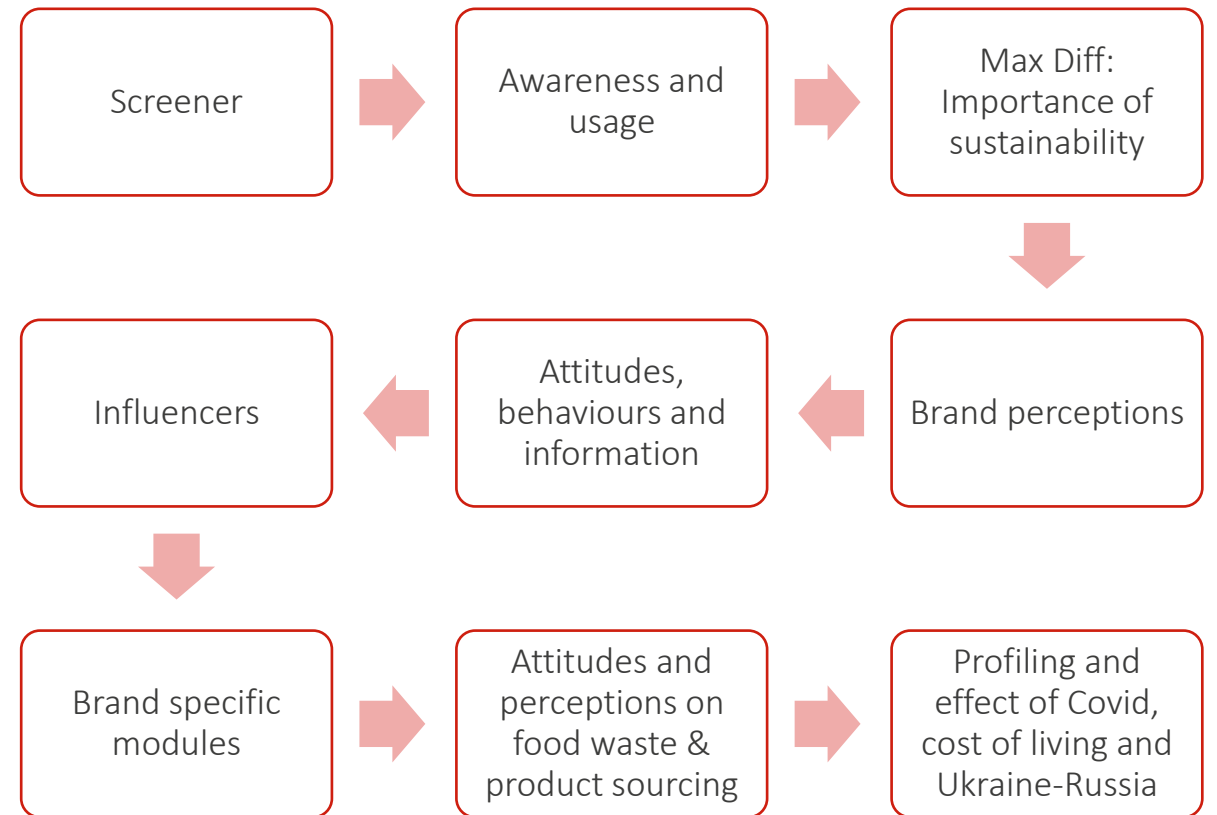 Screener
Awareness and
usage
Max Diff:
Importance of
sustainability
Brand perceptions
Attitudes,
behaviours and
information
Influencers
Brand specific
modules
Attitudes and
perceptions on
food waste &
product sourcing
Profiling and
effect of Covid,
cost of living and
Ukraine-Russia